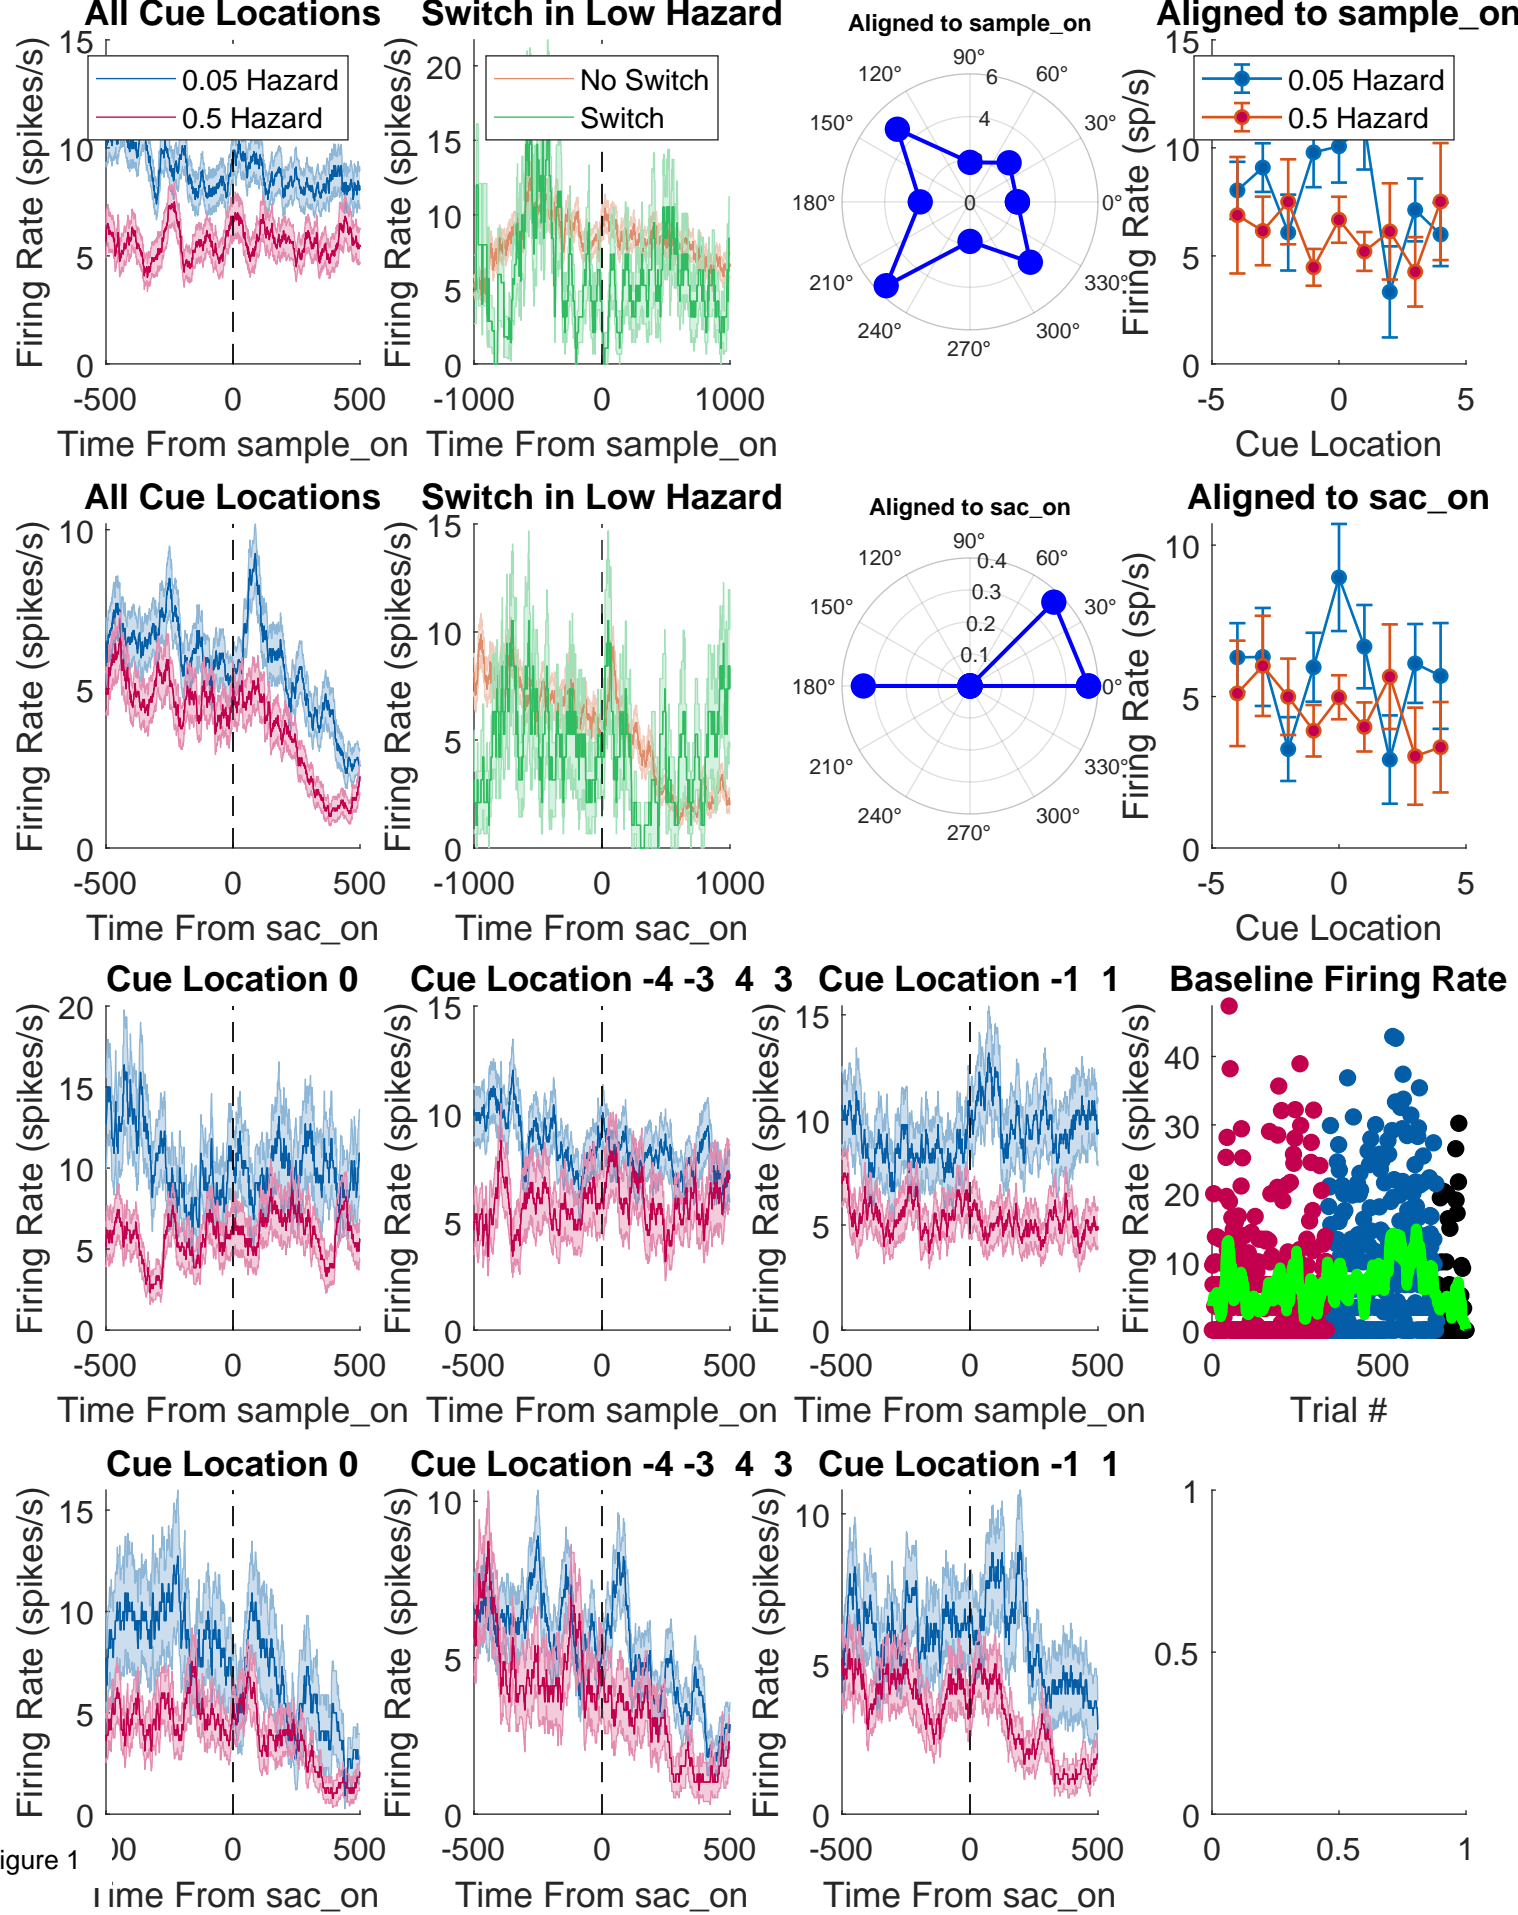 All Cue Locations
Switch in Low Hazard
Aligned to sample_on
Aligned to sample_on
0.05 Hazard
0.5 Hazard
No Switch
Switch
0.05 Hazard
0.5 Hazard
Firing Rate (spikes/s)
15
10
5
0
-500 0 500
Time From sample_on
Firing Rate (spikes/s)
20
15
10
5
0
-1000 0 1000
Time From sample_on
90°
120° 60°
150° 30°
180° 0°
210° 330°
240° 300°
270°
6
4
0
Firing Rate (sp/s)
15
10
5
0
-5 0 5
Cue Location
All Cue Locations
Switch in Low Hazard
Aligned to sac_on
Aligned to sac_on
Firing Rate (spikes/s)
10
5
0
-500 0 500
Time From sac_on
Firing Rate (spikes/s)
15
10
5
0
-1000 0 1000
Time From sac_on
90°
120° 60°
150° 30°
180° 0°
210° 330°
240° 300°
270°
0.4
0.3
0.2
0.1
Firing Rate (sp/s)
10
5
0
-5 0 5
Cue Location
Cue Location 0
Cue Location -4 -3 4 3
Cue Location -1 1
Baseline Firing Rate
Firing Rate (spikes/s)
20
15
10
5
0
-500 0 500
Time From sample_on
Firing Rate (spikes/s)
15
10
5
0
-500 0 500
Time From sample_on
Firing Rate (spikes/s)
15
10
5
0
-500 0 500
Time From sample_on
Firing Rate (spikes/s)
40
30
20
10
0
0 500
Trial #
Cue Location 0
Cue Location -4 -3 4 3
Cue Location -1 1
Firing Rate (spikes/s)
15
10
5
0
00 0 500
Time From sac_on
Firing Rate (spikes/s)
10
5
0
-500 0 500
Time From sac_on
Firing Rate (spikes/s)
10
5
0
-500 0 500
Time From sac_on
1
0.5
0
0 0.5 1
igure 1